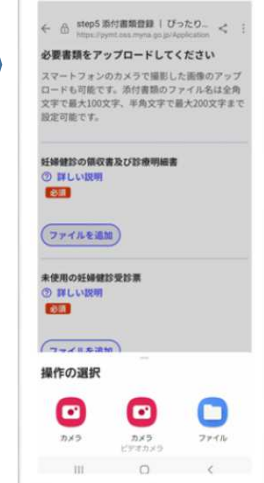 step5 添付書類登録 | ぴったり...
https://pymt.oss.myna.go.jp/Application
必要書類をアップロードしてください
スマートフォンのカメラで撮影した画像のアップ
ロードも可能です。添付書類のファイル名は全角
文字で最大100文字、半角文字で最大200文字まで
設定可能です。
妊婦健診の領収書及び診療明細書
詳しい説明
必須
ファイルを追加
未使用の妊婦健診受診票
詳しい説明
必須
ファイルを追加
操作の選択
カメラ カメラ ファイル
ビデオカメラ